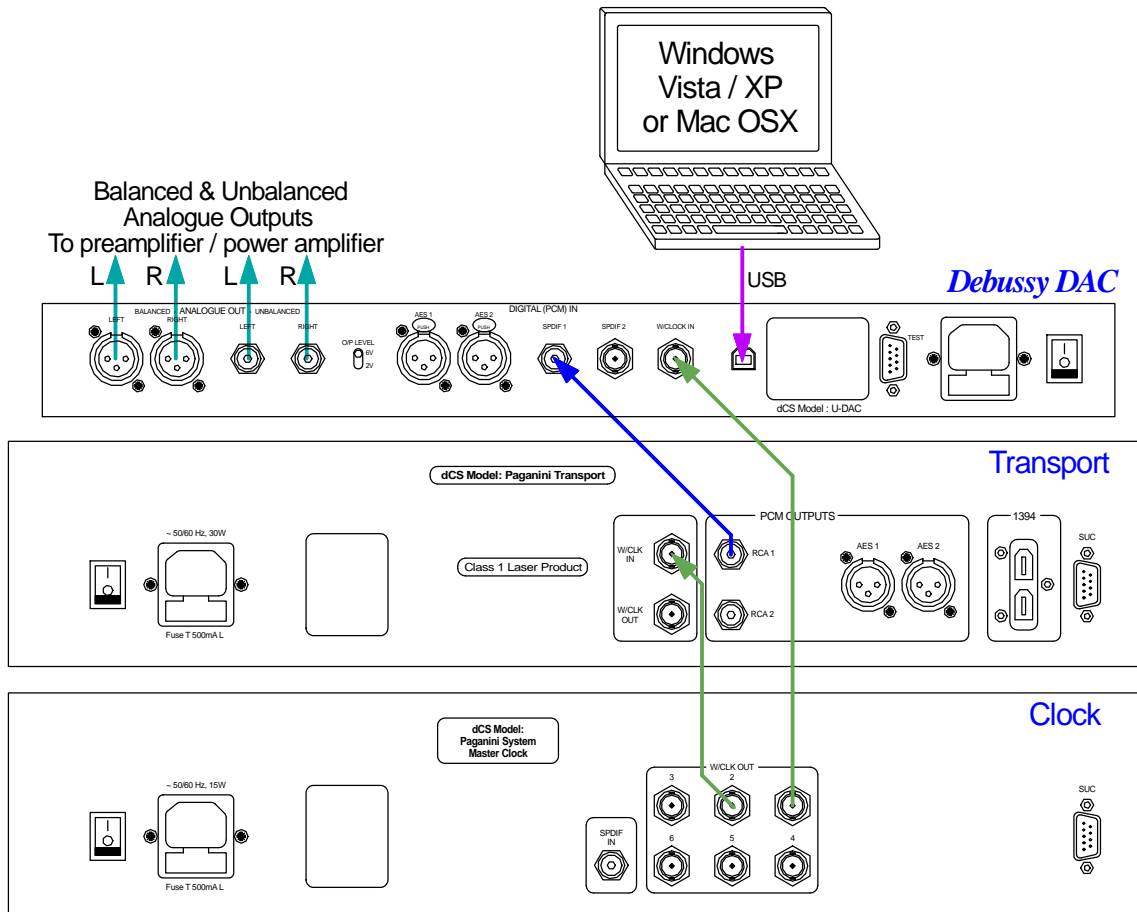 Windows
Vista / XP
or Mac OSX
Balanced & Unbalanced
Analogue Outputs
To preamplifier / power amplifier
L R L R
USB
Debussy DAC
BALANCED - ANALOGUE OUT - UNBALANCED
LEFT RIGHT LEFT RIGHT
O/P LEVEL
6V
2V
DIGITAL (PCM) IN
AES 1 AES 2 SPDIF 1 SPDIF 2 W/CLOCK IN
PUSH PUSH
TEST
dCS Model : U-DAC
Transport
dCS Model: Paganini Transport
~ 50/60 Hz, 30W
Fuse T 500mA L
Class 1 Laser Product
W/CLK
IN
W/CLK
OUT
PCM OUTPUTS
RCA 1
RCA 2
AES 1 AES 2
1394
SUC
Clock
dCS Model:
Paganini System
Master Clock
~ 50/60 Hz, 15W
Fuse T 500mA L
SPDIF
IN
W/CLK OUT
3 2
6 5 4
SUC